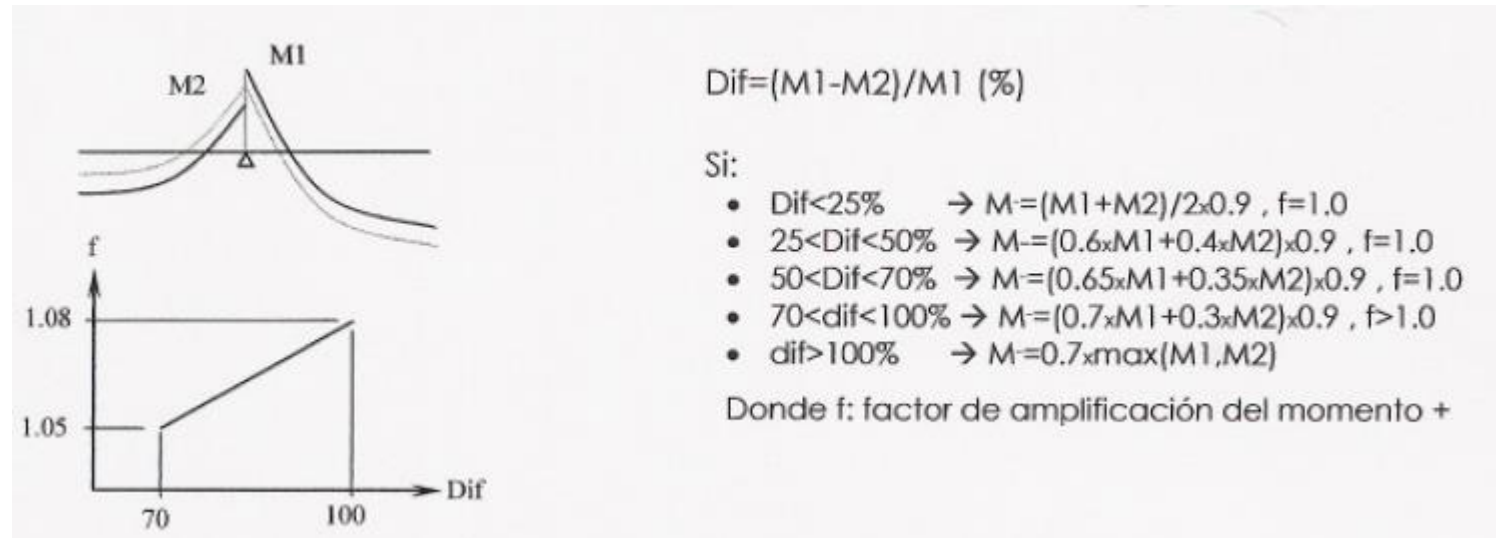 M1
M2
f
1.08
1.05
70
100
Dif
Dif=(M1-M2)/M1 (%)
Si:
• Dif<25% → M-=(M1+M2)/2x0.9 , f=1.0
• 25<Dif<50% → M-=(0.6xM1+0.4xM2)x0.9 , f=1.0
• 50<Dif<70% → M-=(0.65xM1+0.35xM2)x0.9 , f=1.0
• 70<dif<100% → M-=(0.7xM1+0.3xM2)x0.9 , f>1.0
• dif>100% → M-=0.7xmax(M1,M2)
Donde f: factor de amplificación del momento +